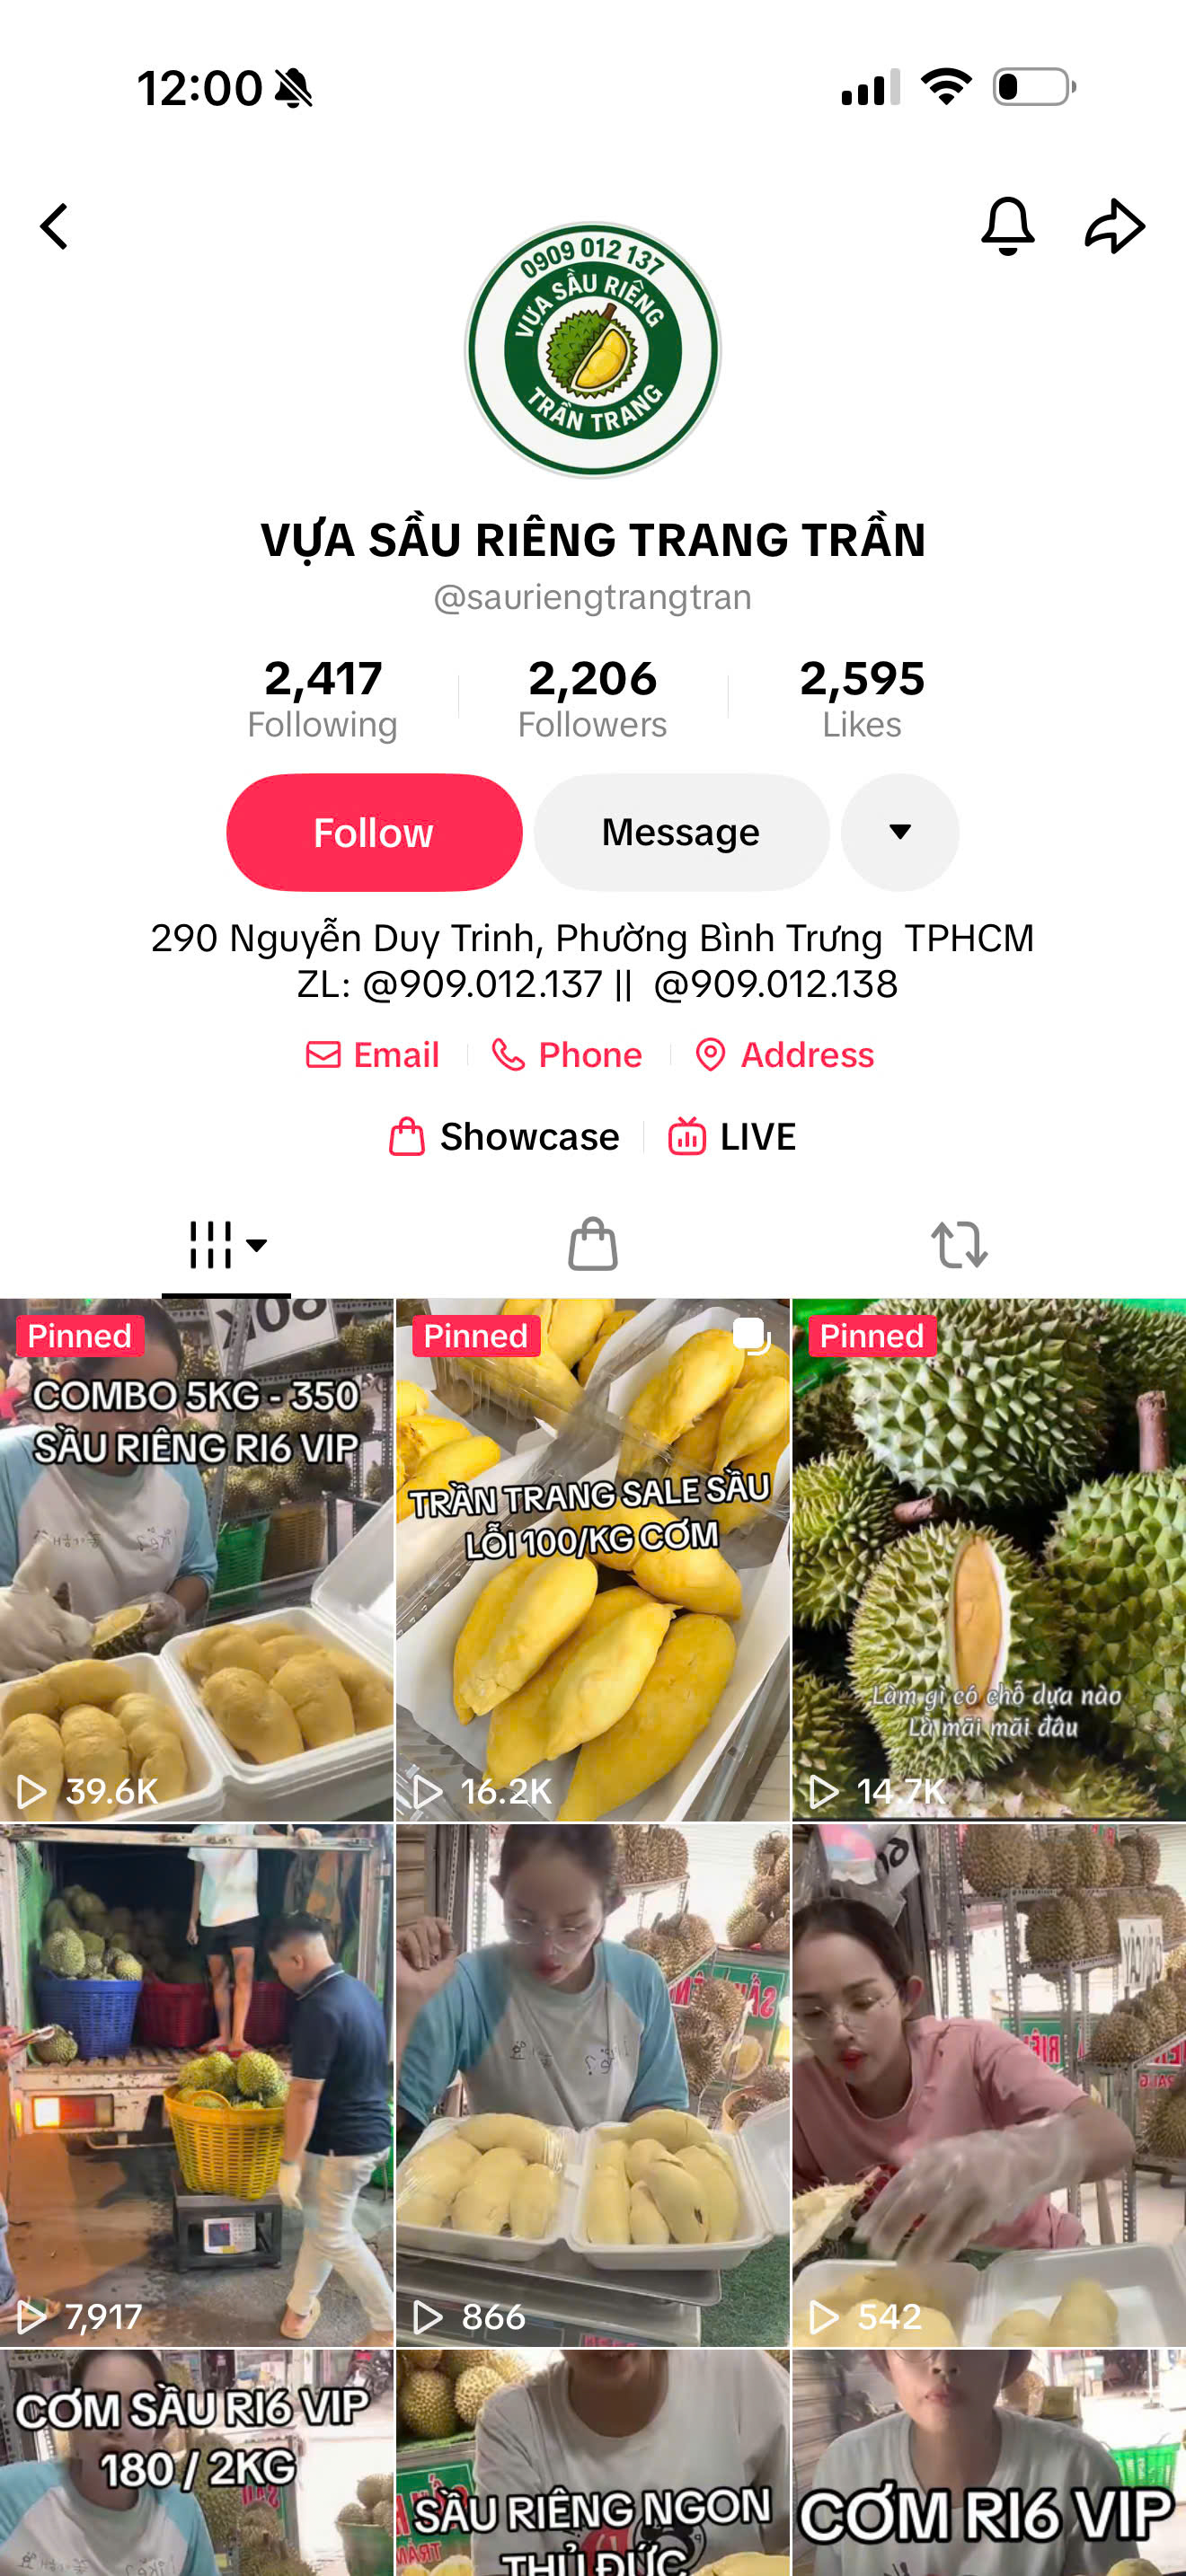 12:00
0909 012 137
VỰA SẦU RIÊNG
TRẦN TRANG
VỰA SẦU RIÊNG TRANG TRẦN
@sauriengtrangtran
2,417 2,206 2,595
Following Followers Likes
Follow Message
290 Nguyễn Duy Trinh, Phường Bình Trưng TPHCM
ZL: @909.012.137 || @909.012.138
Email Phone Address
Showcase LIVE
Pinned
COMBO 5KG - 350
SẦU RIÊNG RI6 VIP
39.6K
Pinned
TRẦN TRANG SALE SẦU
LỖI 100/KG CƠM
16.2K
Pinned
Làm gì có chỗ dựa nào
Là mãi mãi đâu
14.7K
7,917
866
542
CƠM SẦU RI6 VIP
180 / 2KG
SẦU RIÊNG NGON
THỦ ĐỨC
CƠM RI6 VIP